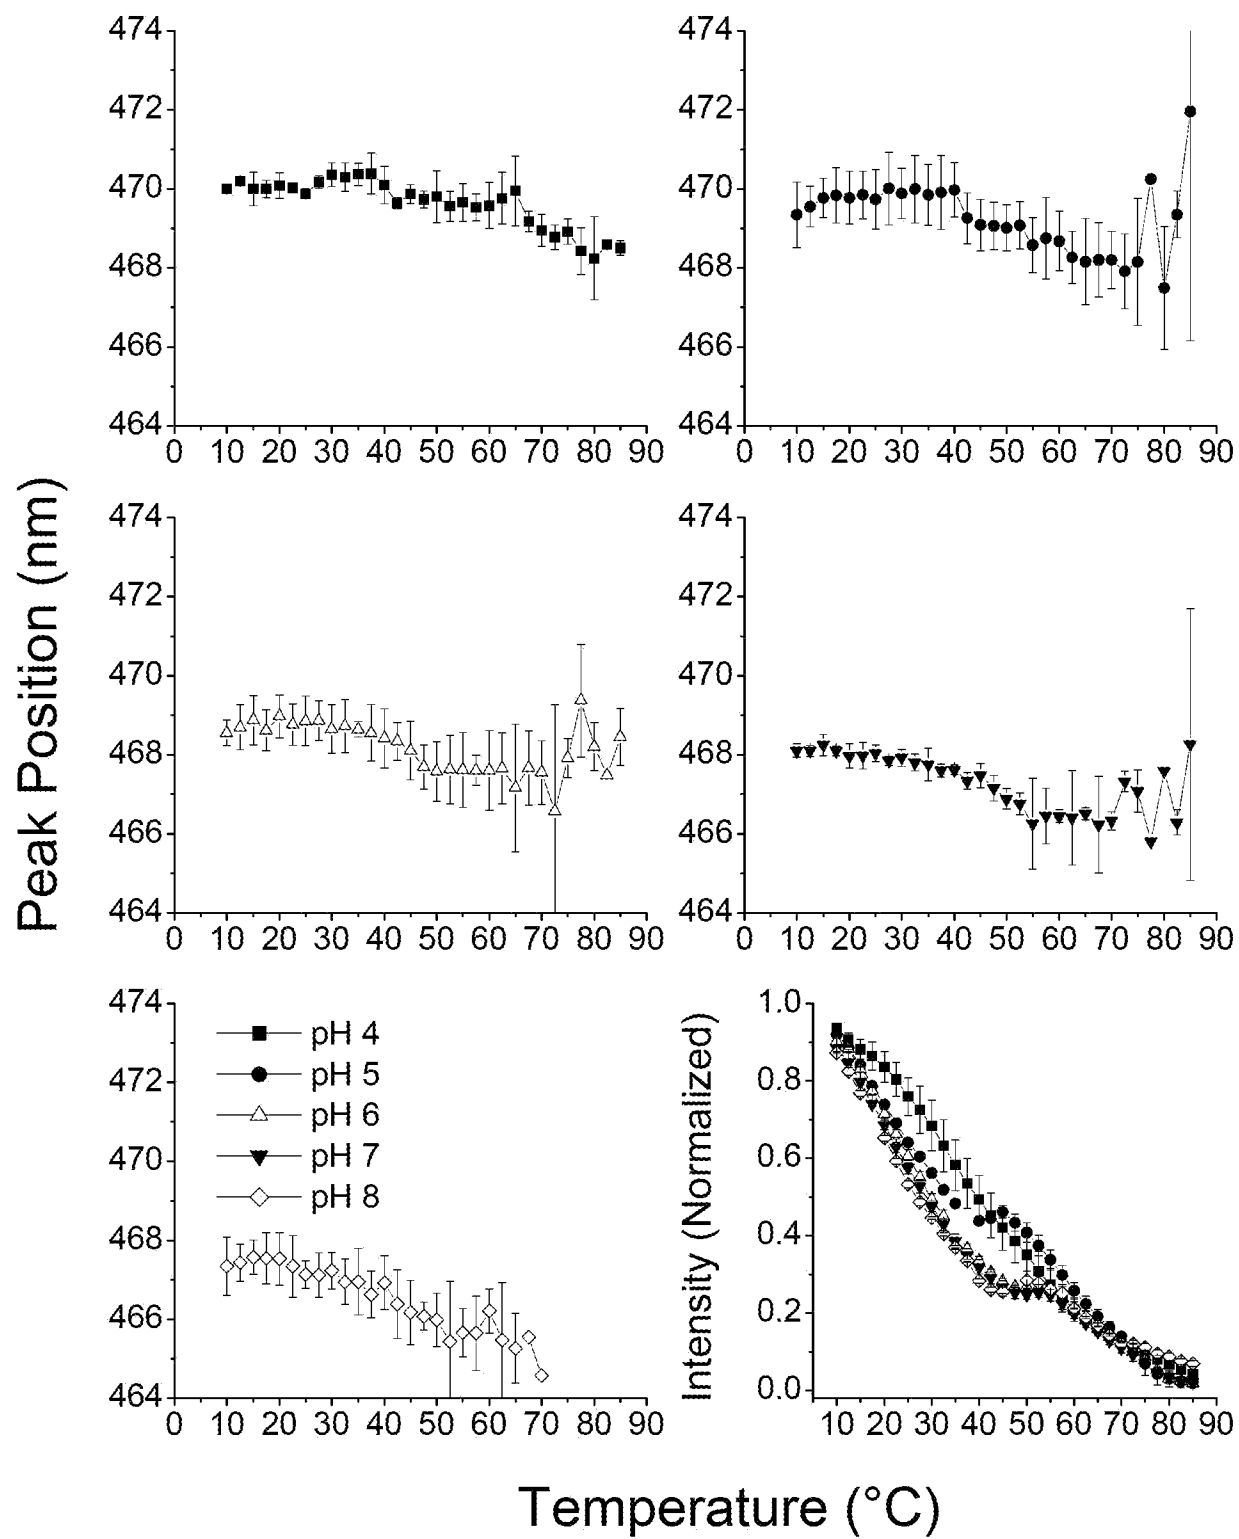 474
472
470
468
466
464
0 10 20 30 40 50 60 70 80 90
474
472
470
468
466
464
0 10 20 30 40 50 60 70 80 90
Peak Position (nm)
474
472
470
468
466
464
0 10 20 30 40 50 60 70 80 90
474
472
470
468
466
464
0 10 20 30 40 50 60 70 80 90
474
472
470
468
466
464
0 10 20 30 40 50 60 70 80 90
pH 4
pH 5
pH 6
pH 7
pH 8
Intensity (Normalized)
1.0
0.8
0.6
0.4
0.2
0.0
10 20 30 40 50 60 70 80 90
Temperature (°C)